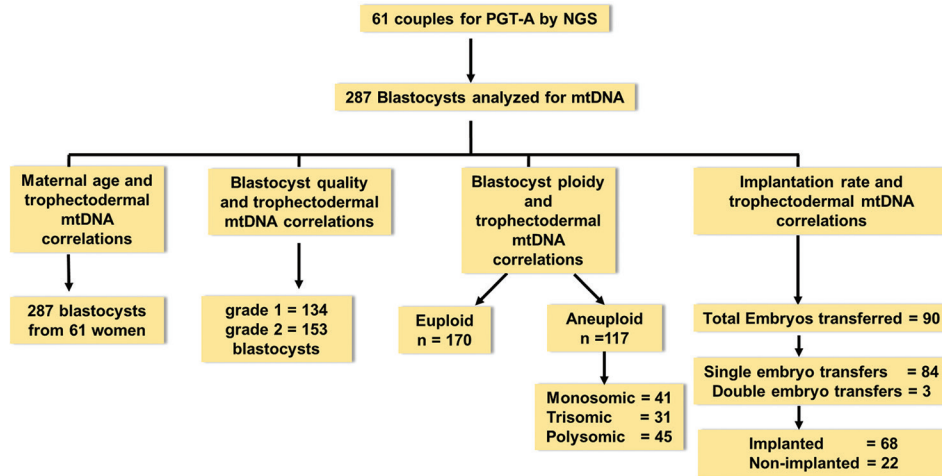 61 couples for PGT-A by NGS
287 Blastocysts analyzed for mtDNA
Maternal age and
trophectodermal
mtDNA
correlations
287 blastocysts
from 61 women
Blastocyst quality
and trophectodermal
mtDNA correlations
grade 1 = 134
grade 2 = 153
blastocysts
Blastocyst ploidy
and
trophectodermal
mtDNA
correlations
Euploid
n = 170
Aneuploid
n =117
Monosomic = 41
Trisomic = 31
Polysomic = 45
Implantation rate and
trophectodermal mtDNA
correlations
Total Embryos transferred = 90
Single embryo transfers = 84
Double embryo transfers = 3
Implanted = 68
Non-implanted = 22